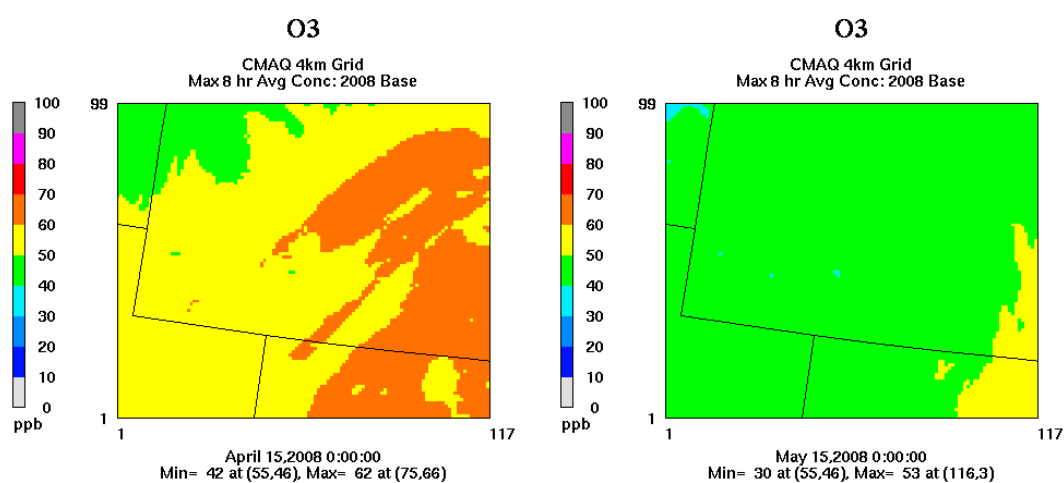 O3
CMAQ 4km Grid
Max 8 hr Avg Conc: 2008 Base
99
100
90
80
70
60
50
40
30
20
10
0
ppb
1
1
117
April 15,2008 0:00:00
Min= 42 at (55,46), Max= 62 at (75,66)
O3
CMAQ 4km Grid
Max 8 hr Avg Conc: 2008 Base
99
100
90
80
70
60
50
40
30
20
10
0
ppb
1
1
117
May 15,2008 0:00:00
Min= 30 at (55,46), Max= 53 at (116,3)